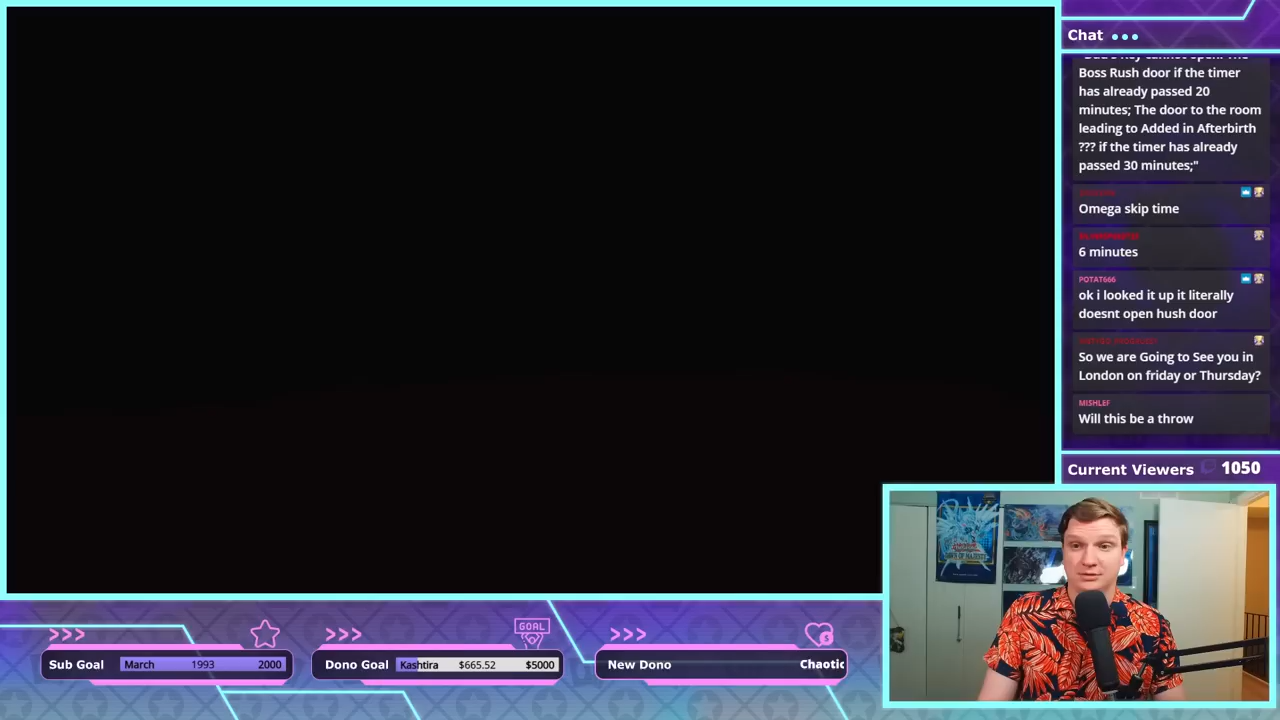 Chat
Boss Rush door if the timer
has already passed 20
minutes; The door to the room
leading to Added in Afterbirth
??? if the timer has already
passed 30 minutes;"
Omega skip time
6 minutes
POTAT666
ok i looked it up it literally
doesnt open hush door
So we are Going to See you in
London on friday or Thursday?
MISHLEF
Will this be a throw
Current Viewers 1050
GOAL
>>>
>>>
>>>
Sub Goal March 1993 2000
Dono Goal Kashtira $665.52 $5000
New Dono Chaotic